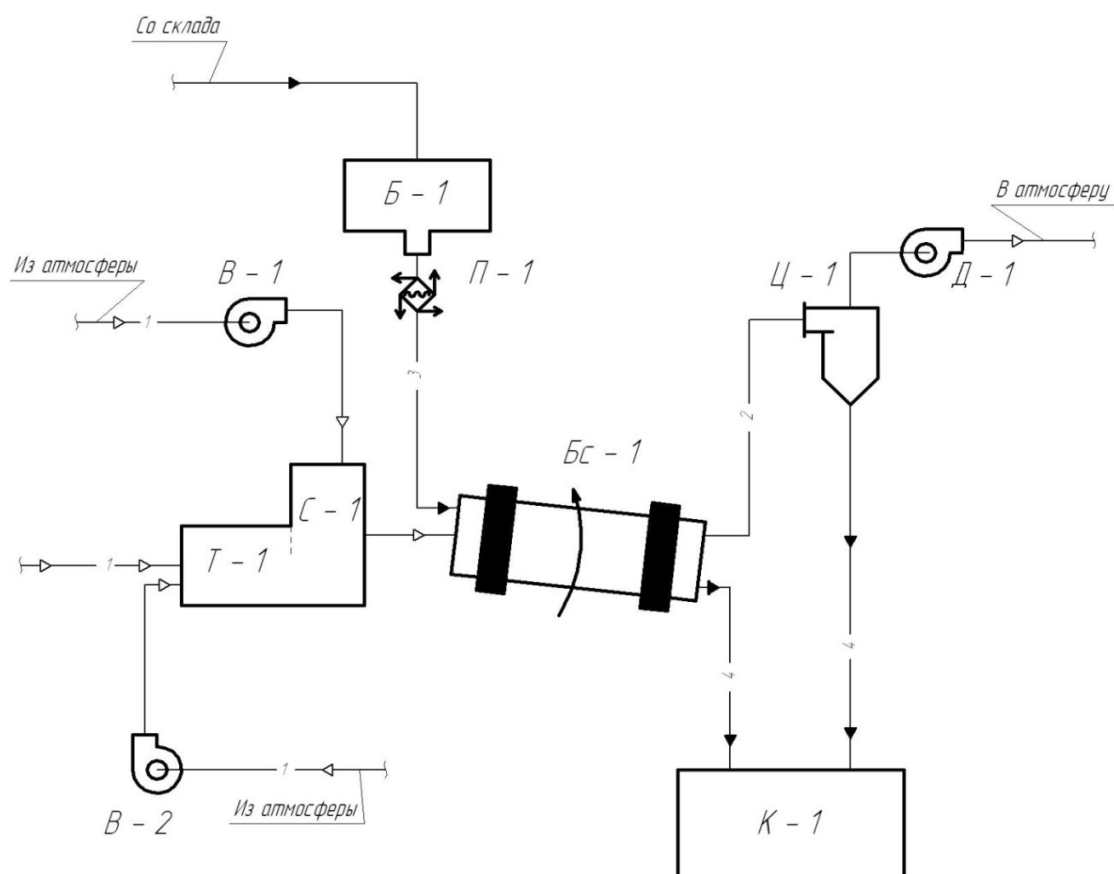 Со склада
Б - 1
В атмосферу
П - 1
Ц - 1
Д - 1
Из атмосферы
В - 1
1
3
2
Бс - 1
С - 1
1
Т - 1
4
4
1
Из атмосферы
В - 2
К - 1